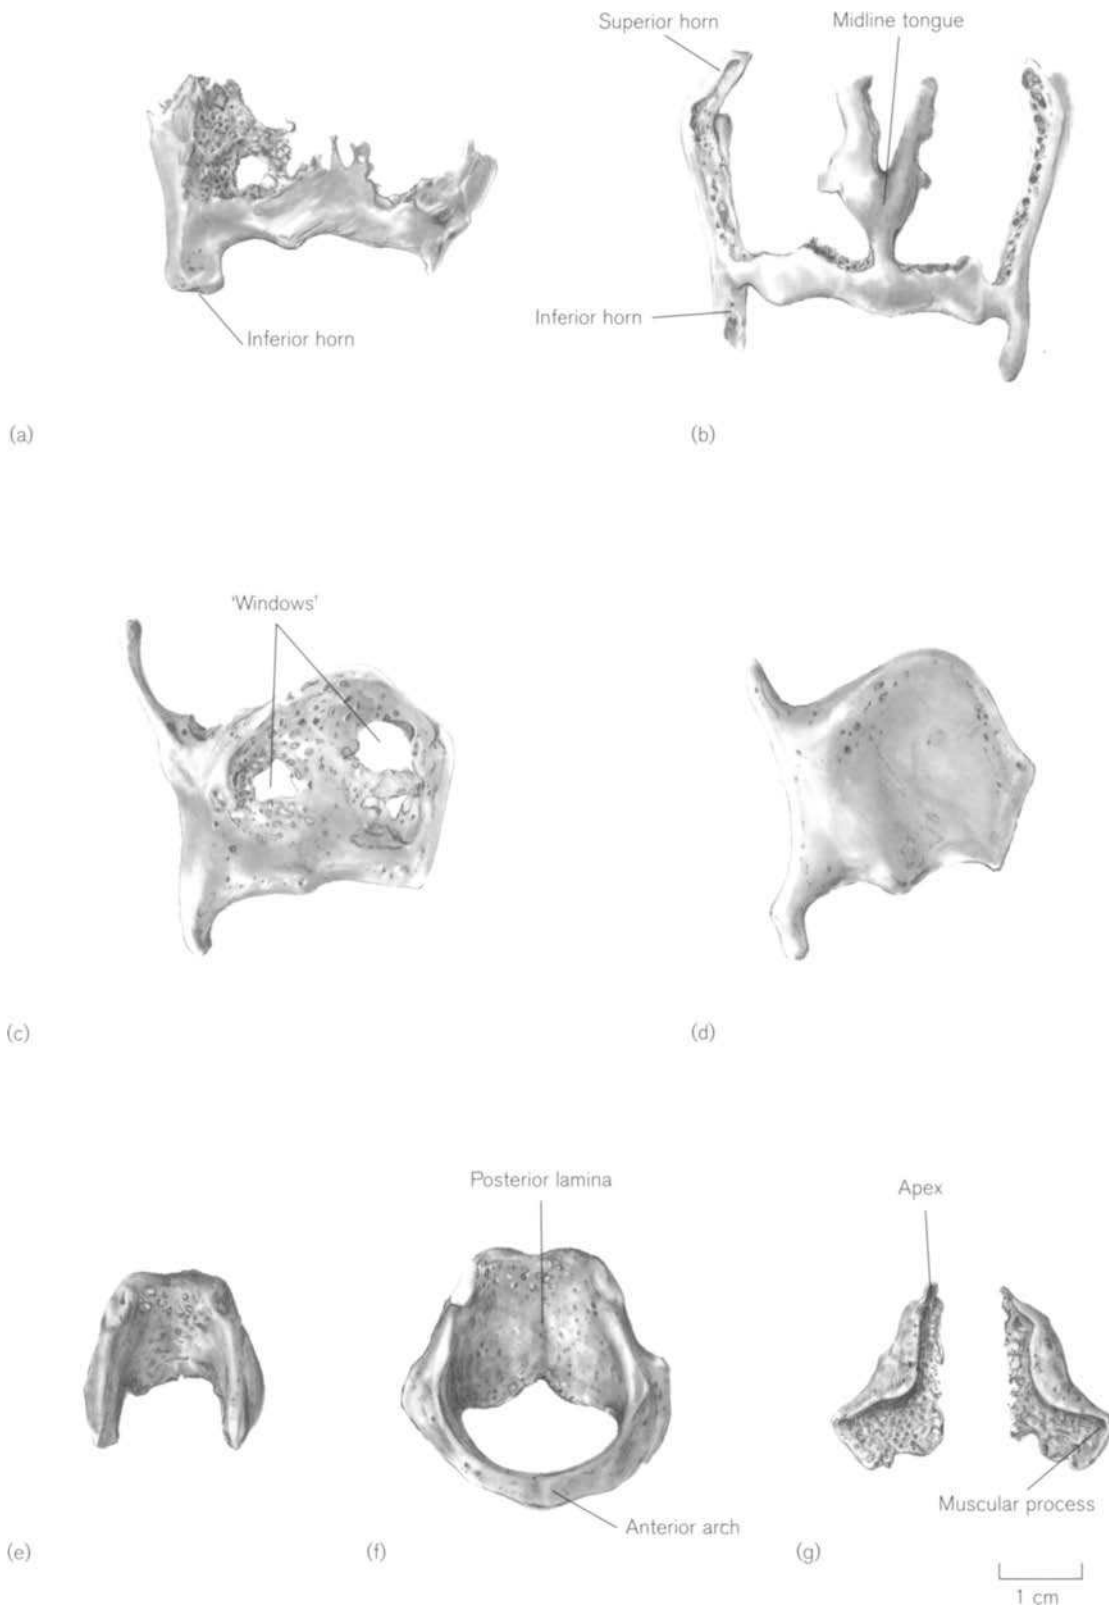 Superior horn
Midline tongue
Inferior horn
Inferior horn
(a)
(b)
'Windows'
(c)
(d)
Posterior lamina
Apex
Muscular process
Anterior arch
(e)
(f)
(g)
1 cm